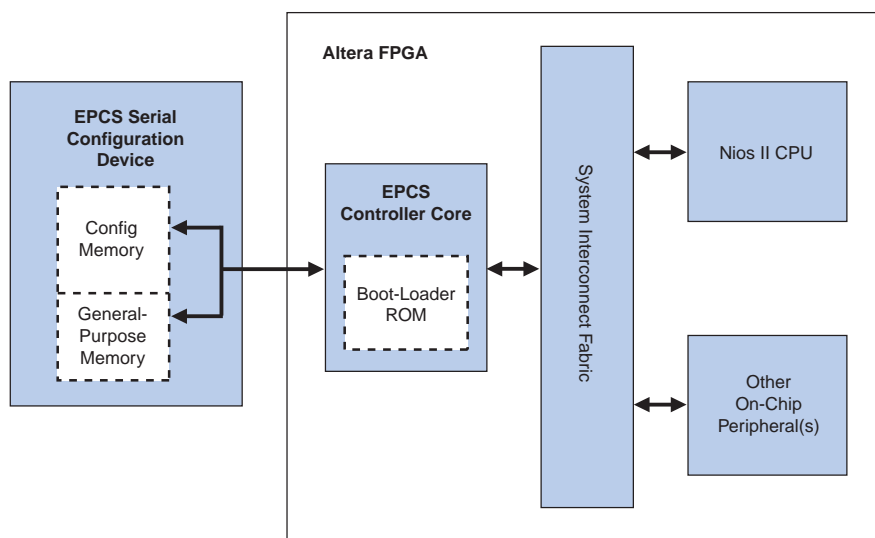 Altera FPGA
EPCS Serial
Configuration
Device
Config
Memory
General-
Purpose
Memory
EPCS
Controller Core
Boot-Loader
ROM
System Interconnect Fabric
Nios II CPU
Other
On-Chip
Peripheral(s)